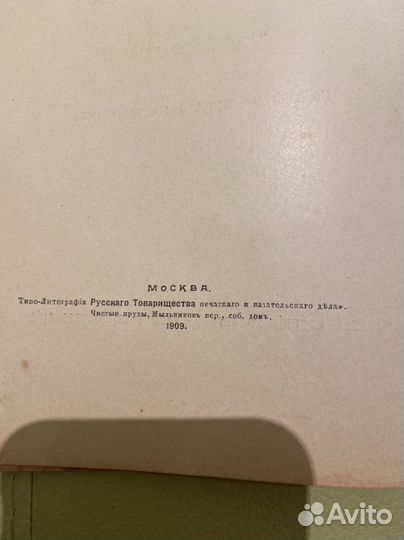 МОСКВА.
Типо-Литографія Русскаго Товарищества печатнаго и издательскаго дѣла».
Чистые пруды, Мыльниковъ пер., соб. домъ.
1909.
Avito